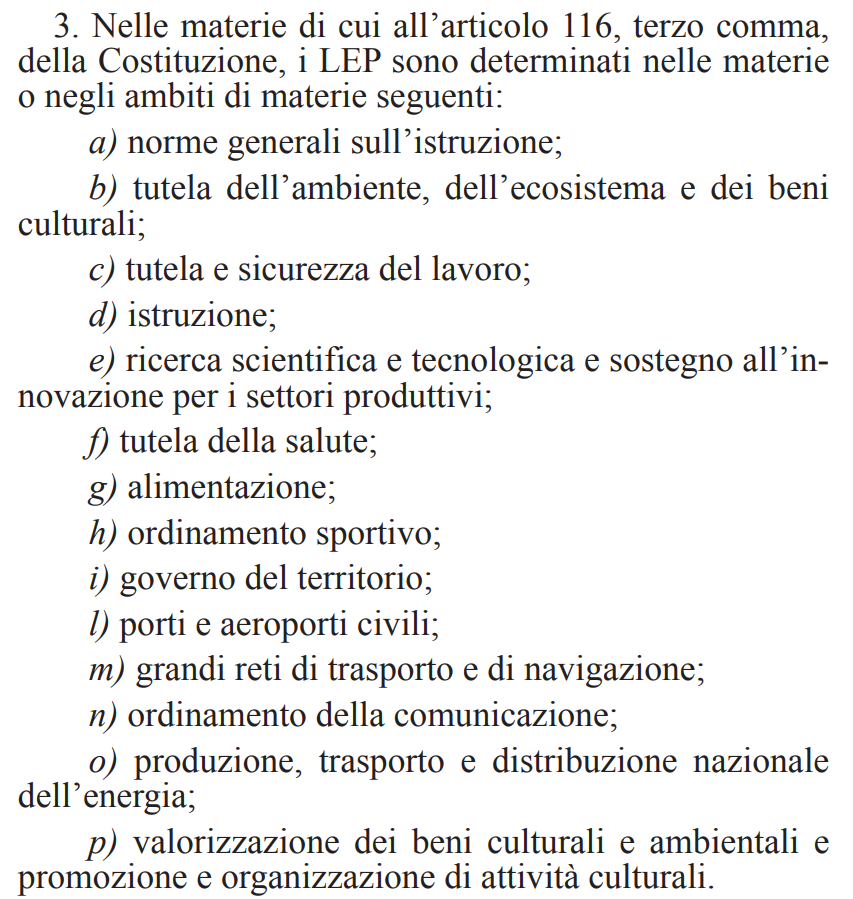 3. Nelle materie di cui all’articolo 116, terzo comma,
della Costituzione, i LEP sono determinati nelle materie
o negli ambiti di materie seguenti:
a) norme generali sull’istruzione;
b) tutela dell’ambiente, dell’ecosistema e dei beni
culturali;
c) tutela e sicurezza del lavoro;
d) istruzione;
e) ricerca scientifica e tecnologica e sostegno all’in-
novazione per i settori produttivi;
f) tutela della salute;
g) alimentazione;
h) ordinamento sportivo;
i) governo del territorio;
l) porti e aeroporti civili;
m) grandi reti di trasporto e di navigazione;
n) ordinamento della comunicazione;
o) produzione, trasporto e distribuzione nazionale
dell’energia;
p) valorizzazione dei beni culturali e ambientali e
promozione e organizzazione di attività culturali.